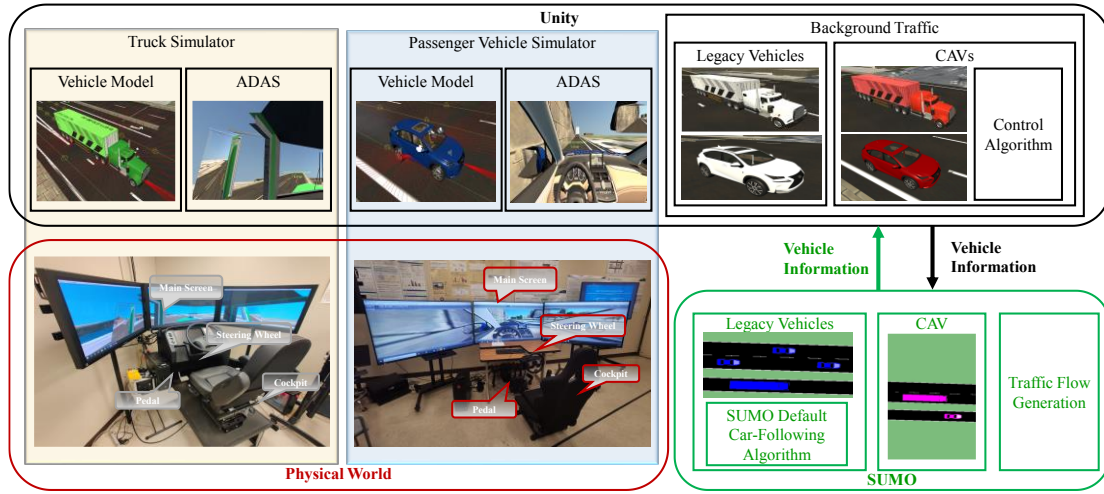 Unity
Truck Simulator
Vehicle Model
ADAS
Passenger Vehicle Simulator
Vehicle Model
ADAS
Background Traffic
Legacy Vehicles
CAVs
Control
Algorithm
Vehicle
Information
Vehicle
Information
Main Screen
Steering Wheel
Cockpit
Pedal
Main Screen
Steering Wheel
Cockpit
Pedal
Physical World
Legacy Vehicles
SUMO Default
Car-Following
Algorithm
CAV
Traffic Flow
Generation
SUMO